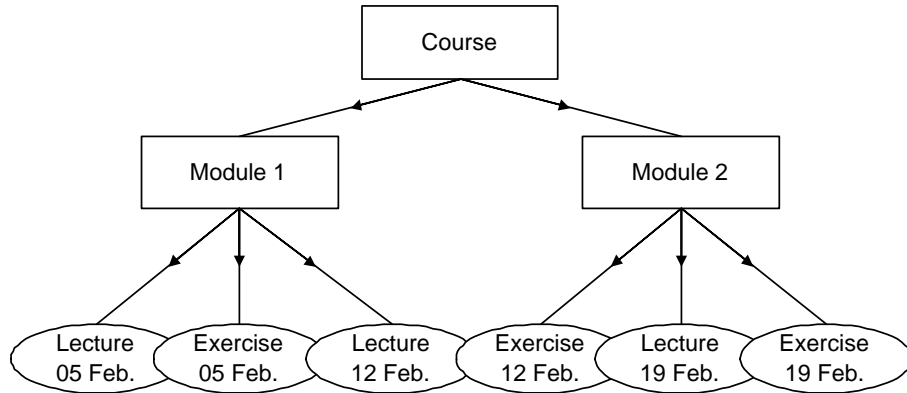 Course
Module 1
Module 2
Lecture
05 Feb.
Exercise
05 Feb.
Lecture
12 Feb.
Exercise
12 Feb.
Lecture
19 Feb.
Exercise
19 Feb.